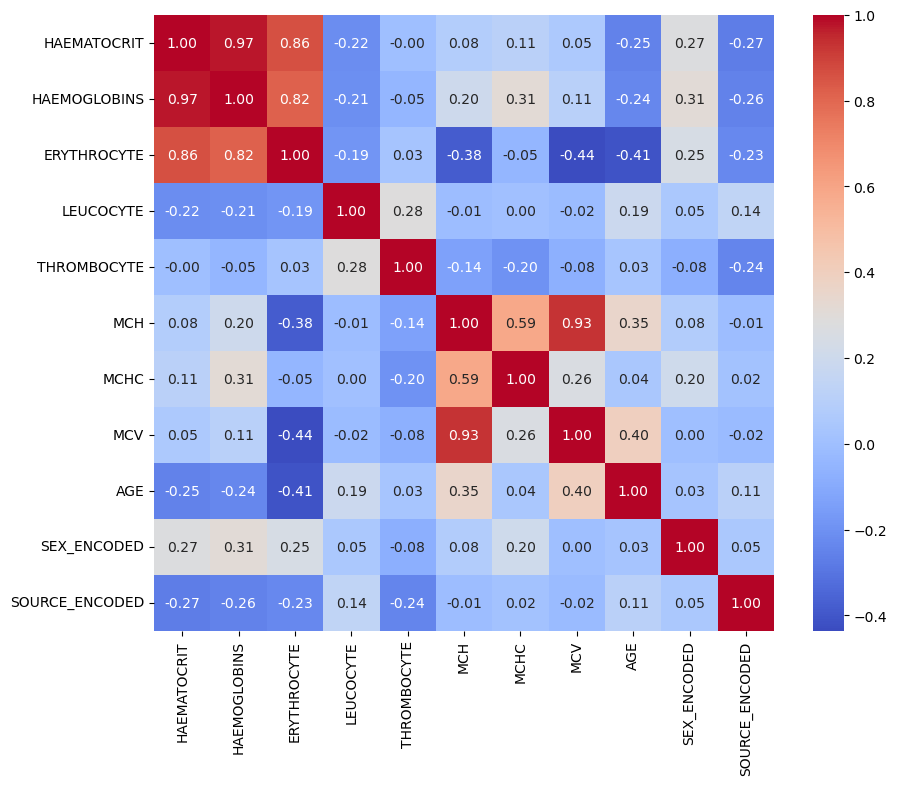 HAEMATOCRIT 1.00 0.97 0.86 -0.22 -0.00 0.08 0.11 0.05 -0.25 0.27 -0.27
HAEMOGLOBINS 0.97 1.00 0.82 -0.21 -0.05 0.20 0.31 0.11 -0.24 0.31 -0.26
ERYTHROCYTE 0.86 0.82 1.00 -0.19 0.03 -0.38 -0.05 -0.44 -0.41 0.25 -0.23
LEUCOCYTE -0.22 -0.21 -0.19 1.00 0.28 -0.01 0.00 -0.02 0.19 0.05 0.14
THROMBOCYTE -0.00 -0.05 0.03 0.28 1.00 -0.14 -0.20 -0.08 0.03 -0.08 -0.24
MCH 0.08 0.20 -0.38 -0.01 -0.14 1.00 0.59 0.93 0.35 0.08 -0.01
MCHC 0.11 0.31 -0.05 0.00 -0.20 0.59 1.00 0.26 0.04 0.20 0.02
MCV 0.05 0.11 -0.44 -0.02 -0.08 0.93 0.26 1.00 0.40 0.00 -0.02
AGE -0.25 -0.24 -0.41 0.19 0.03 0.35 0.04 0.40 1.00 0.03 0.11
SEX_ENCODED 0.27 0.31 0.25 0.05 -0.08 0.08 0.20 0.00 0.03 1.00 0.05
SOURCE_ENCODED -0.27 -0.26 -0.23 0.14 -0.24 -0.01 0.02 -0.02 0.11 0.05 1.00
HAEMATOCRIT
HAEMOGLOBINS
ERYTHROCYTE
LEUCOCYTE
THROMBOCYTE
MCH
MCHC
MCV
AGE
SEX_ENCODED
SOURCE_ENCODED
1.0
0.8
0.6
0.4
0.2
0.0
−0.2
−0.4